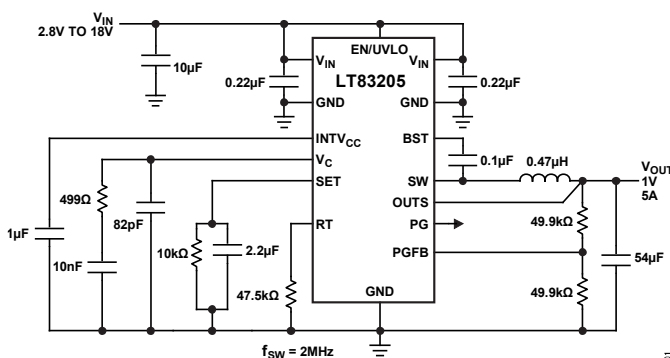 VIN
2.8V TO 18V
10µF
0.22µF
VIN
EN/UVLO
VIN
LT83205
0.22µF
GND
GND
INTVCC
BST
0.1µF
0.47µH
VC
SET
SW
VOUT
1V
5A
OUTS
499Ω
82pF
1µF
10nF
10kΩ
2.2µF
RT
PG
49.9kΩ
PGFB
54µF
47.5kΩ
49.9kΩ
GND
fSW = 2MHz